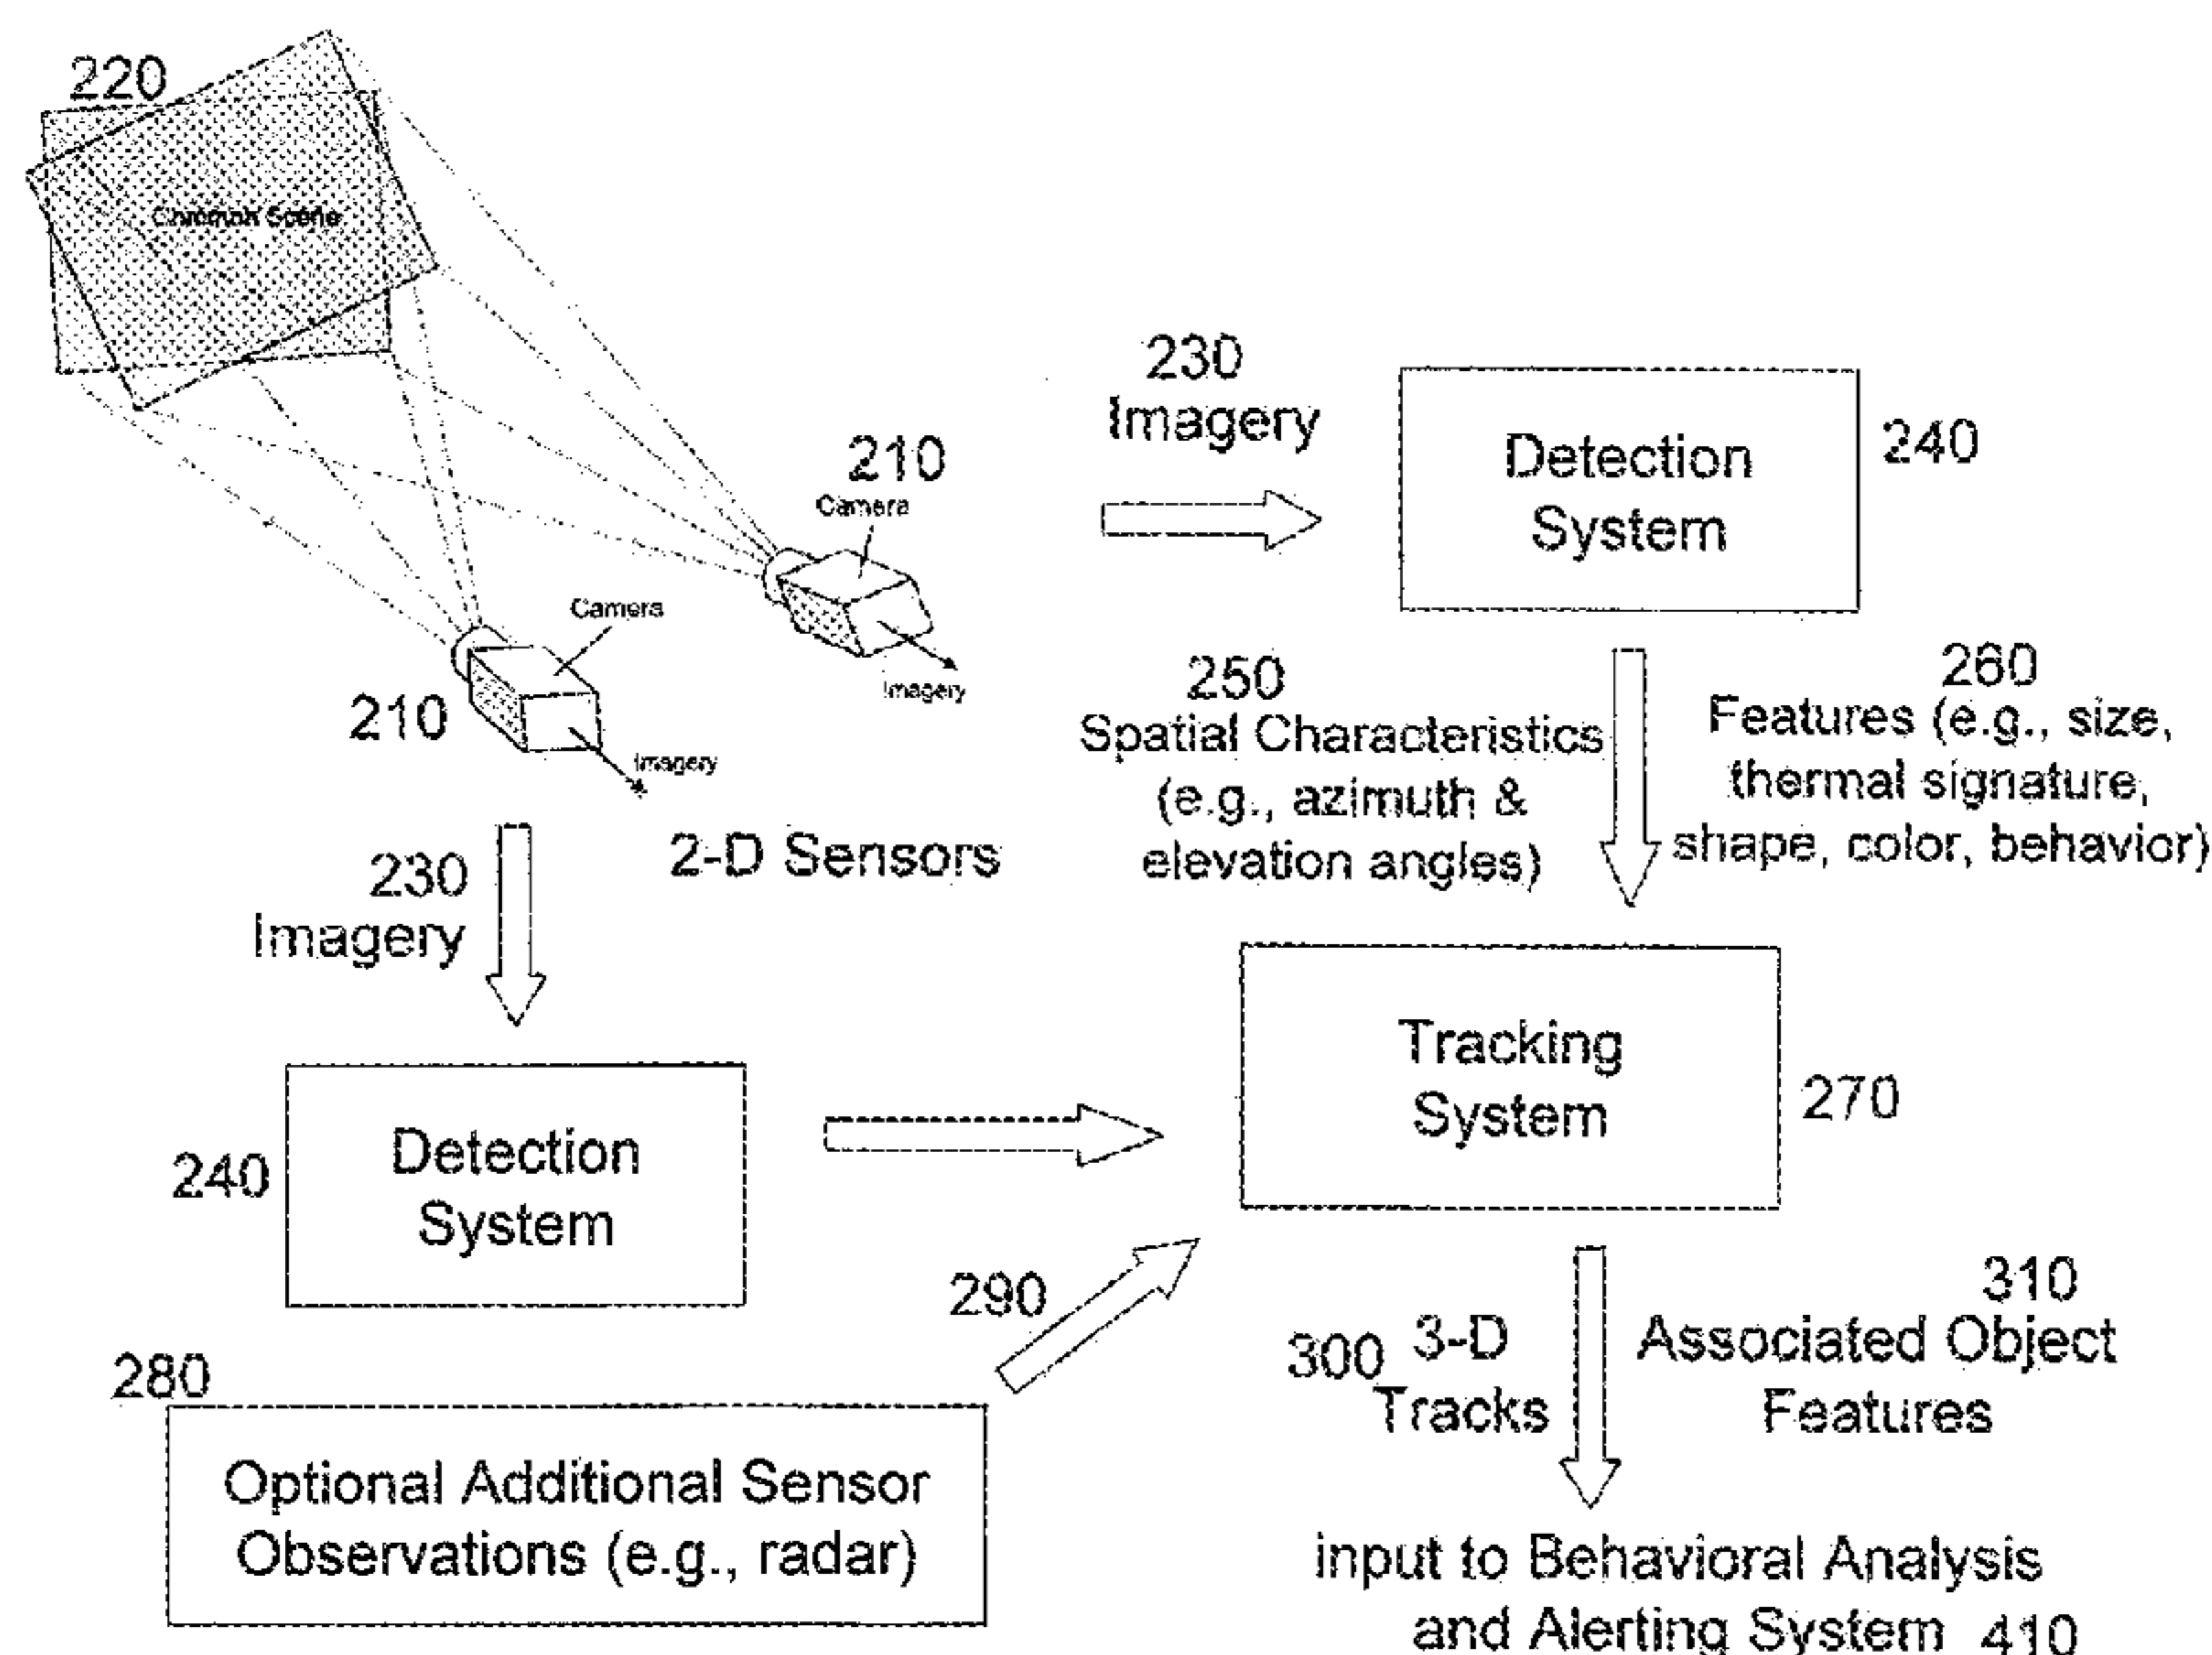 220
Common Scene
210
Camera
Imagery
Camera
210
Imagery
2-D Sensors
230
Imagery
Detection
System
240
250
Spatial Characteristics
(e.g., azimuth &
elevation angles)
260
Features (e.g., size,
thermal signature,
shape, color, behavior)
230
Imagery
240
Detection
System
Tracking
System
270
280
Optional Additional Sensor
Observations (e.g., radar)
290
300
3-D
Tracks
310
Associated Object
Features
input to Behavioral Analysis
and Alerting System 410